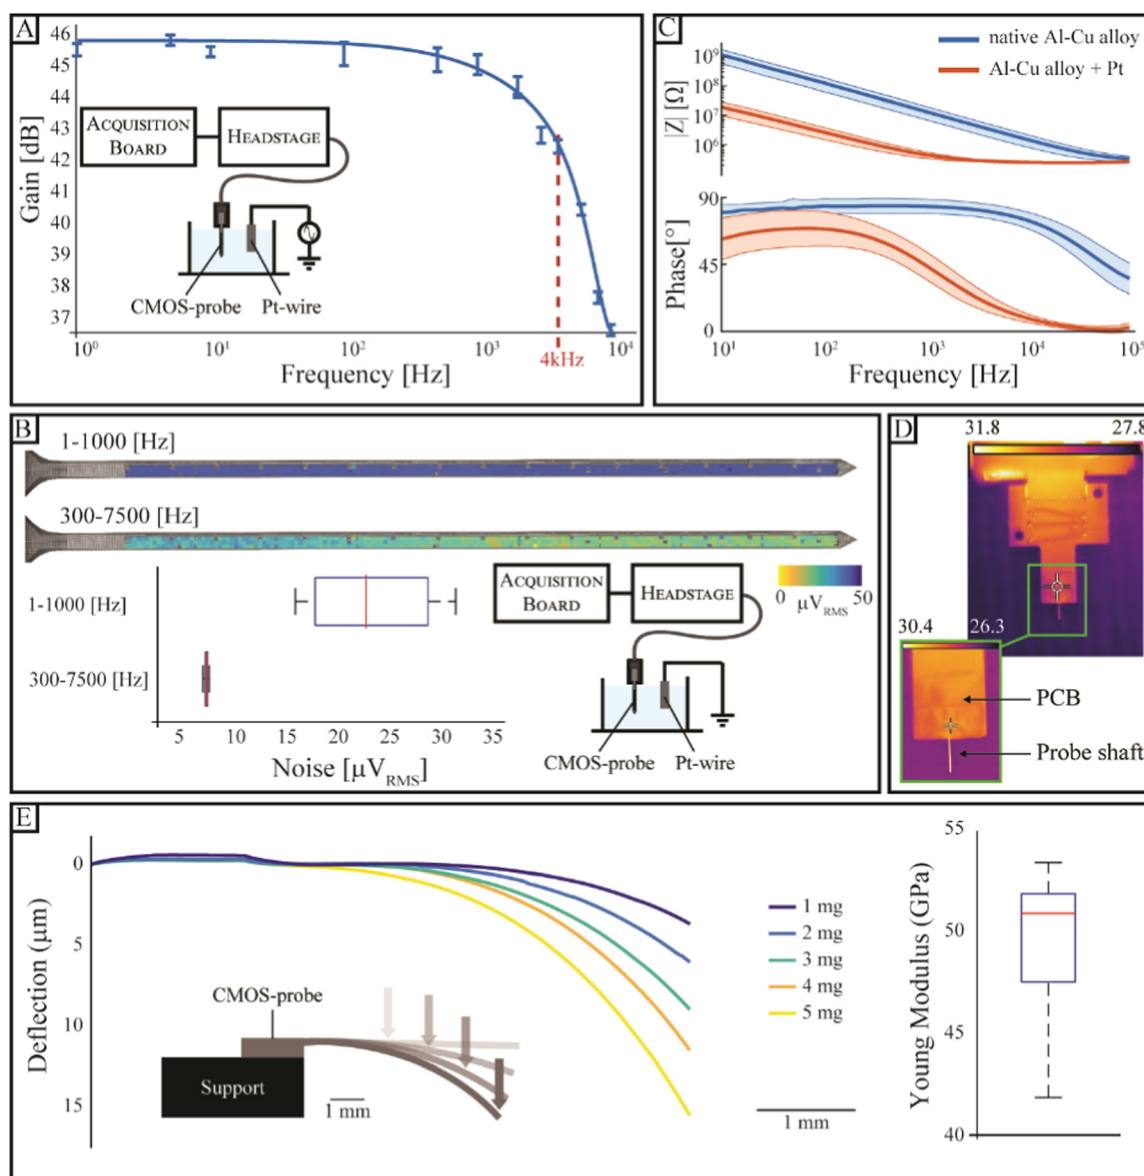 A
46
45
44
43
42
41
40
39
38
37
Gain [dB]
ACQUISITION
BOARD
HEADSTAGE
CMOS-probe
Pt-wire
10⁰
10¹
10²
10³
10⁴
4kHz
Frequency [Hz]
C
native Al-Cu alloy
Al-Cu alloy + Pt
10⁹
10⁸
10⁷
10⁶
|Z| [Ω]
90
45
0
Phase[°]
10¹
10²
10³
10⁴
10⁵
Frequency [Hz]
B
1-1000 [Hz]
300-7500 [Hz]
1-1000 [Hz]
300-7500 [Hz]
5
10
15
20
25
30
35
Noise [μV_RMS]
ACQUISITION
BOARD
HEADSTAGE
0
50
μV_RMS
CMOS-probe
Pt-wire
D
31.8
27.8
30.4
26.3
PCB
Probe shaft
E
0
5
10
15
Deflection (μm)
CMOS-probe
Support
1 mm
1 mg
2 mg
3 mg
4 mg
5 mg
1 mm
55
50
45
40
Young Modulus (GPa)